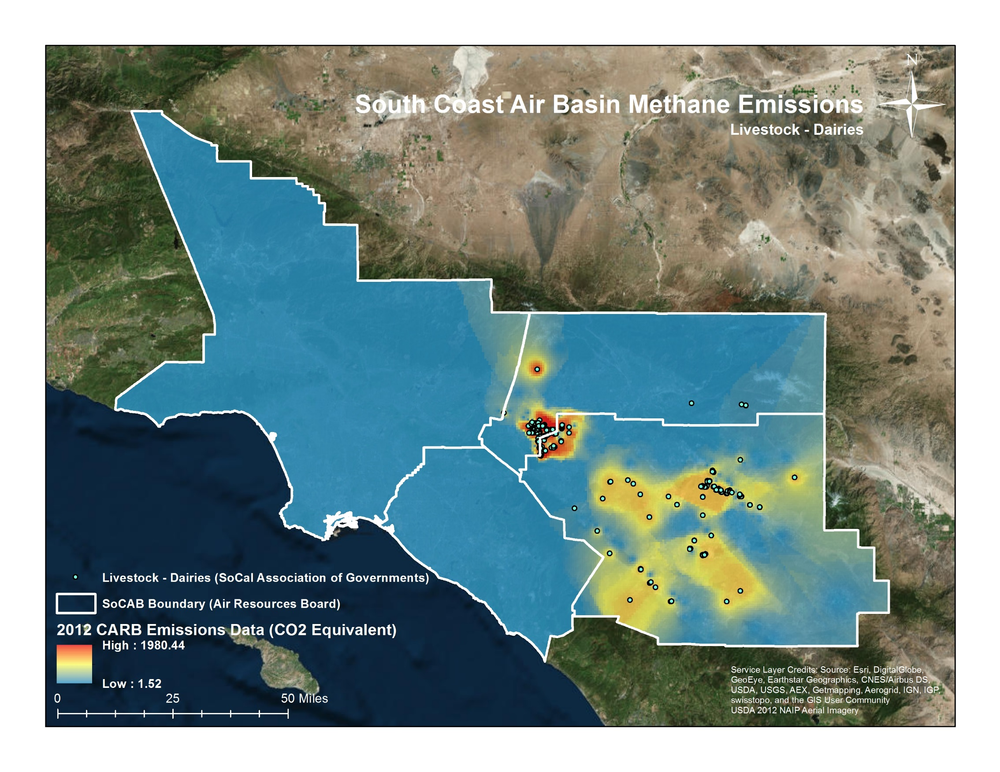 N
South Coast Air Basin Methane Emissions
Livestock - Dairies
Livestock - Dairies (SoCal Association of Governments)
SoCAB Boundary (Air Resources Board)
2012 CARB Emissions Data (CO2 Equivalent)
High : 1980.44
Low : 1.52
0 25 50 Miles
Service Layer Credits: Source: Esri, DigitalGlobe,
GeoEye, Earthstar Geographics, CNES/Airbus DS,
USDA, USGS, AEX, Getmapping, Aerogrid, IGN, IGP,
swisstopo, and the GIS User Community
USDA 2012 NAIP Aerial Imagery